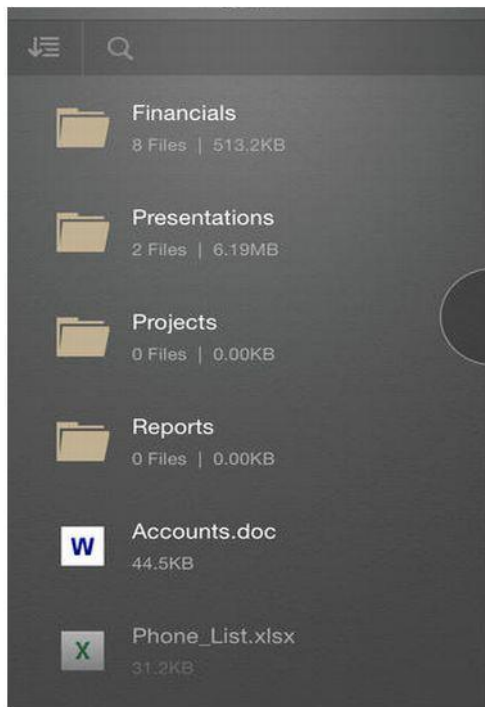 Financials
8 Files | 513.2KB
Presentations
2 Files | 6.19MB
Projects
0 Files | 0.00KB
Reports
0 Files | 0.00KB
W
Accounts.doc
44.5KB
X
Phone_List.xlsx
31.2KB